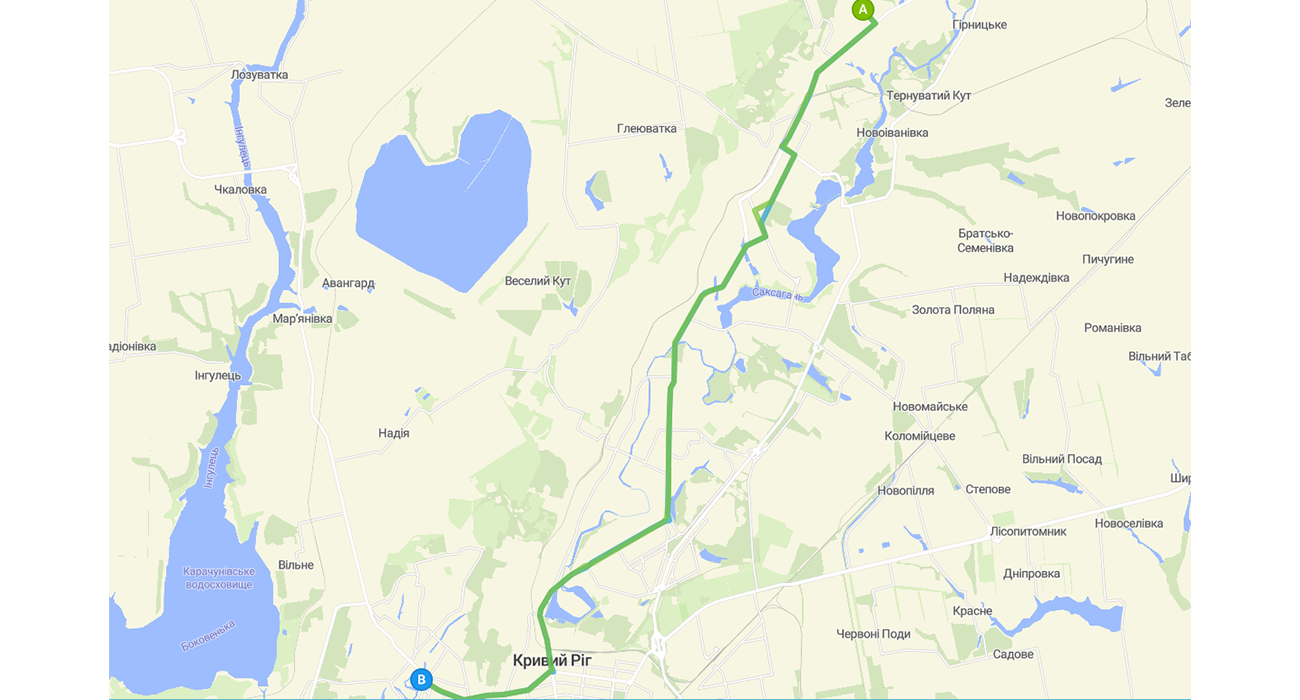 A
Гірницьке
Лозуватка
Тернуватий Кут
Зеле
Глеюватка
Новоіванівка
Інгулець
Чкаловка
Новопокровка
Братсько-
Семенівка
Пичугине
Надеждівка
Веселий Кут
Авангард
Саксагань
Золота Поляна
Мар'янівка
Романівка
адіонівка
Вільний Таб
Інгулець
Новомайське
Надія
Коломійцеве
Вільний Посад
Інгулець
Шир
Новопілля
Степове
Новоселівка
Лісопитомник
Вільне
Карачунівське
водосховище
Дніпровка
Красне
Боковенька
Червоні Поди
Садове
Кривий Ріг
B